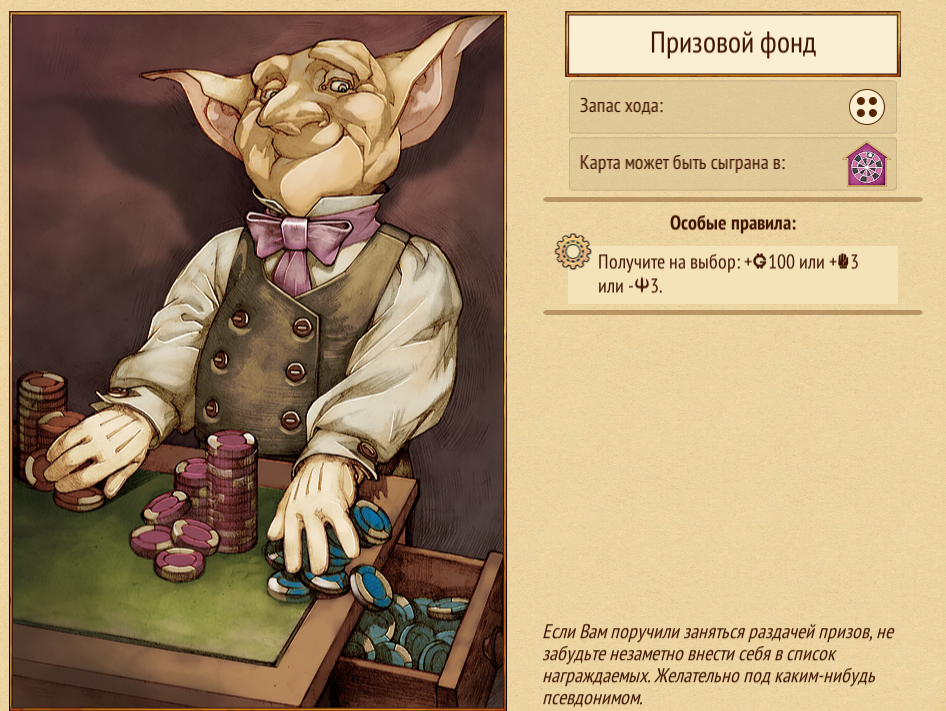 Призовой фонд
Запас хода:
Карта может быть сыграна в:
Особые правила:
Получите на выбор: +100 или +3
или -3.
Если Вам поручили заняться раздачей призов, не
забудьте незаметно внести себя в список
награждаемых. Желательно под каким-нибудь
псевдонимом.